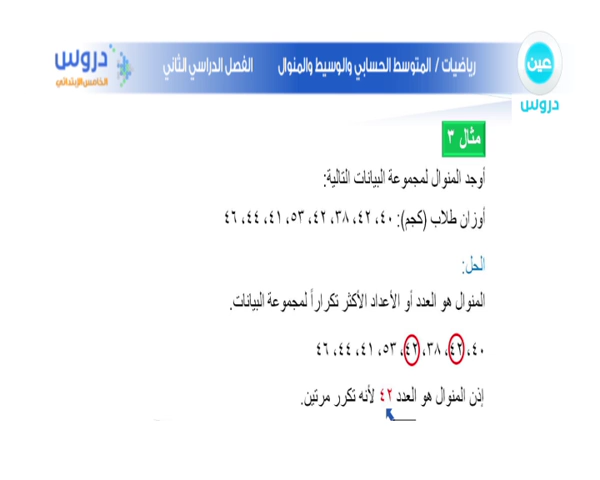 دروس
الخامس الإبتدائي
رياضيات / المتوسط الحسابي والوسيط والمنوال
الفصل الدراسي الثاني
عين
دروس
مثال ٣
أوجد المنوال لمجموعة البيانات التالية:
أوزان طلاب (كجم): ٤٠، ٤٢، ٣٨، ٤٢، ٥٣، ٤١، ٤٤، ٤٦
الحل:
المنوال هو العدد أو الأعداد الأكثر تكراراً لمجموعة البيانات.
٤٠، ٤٢، ٣٨، ٤٢، ٥٣، ٤١، ٤٤، ٤٦
إذن المنوال هو العدد ٤٢ لأنه تكرر مرتين.